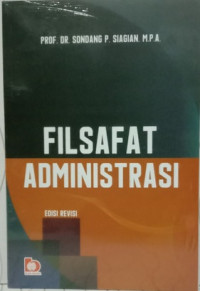 PROF. DR. SONDANG P. SIAGIAN, M.P.A.
FILSAFAT
ADMINISTRASI
EDISI REVISI